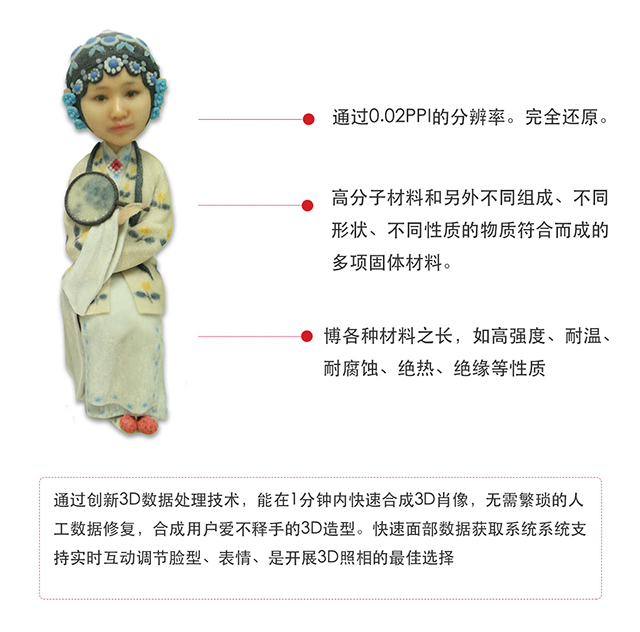 通过0.02PPI的分辨率。完全还原。
高分子材料和另外不同组成、不同
形状、不同性质的物质符合而成的
多项固体材料。
博各种材料之长，如高强度、耐温、
耐腐蚀、绝热、绝缘等性质
通过创新3D数据处理技术，能在1分钟内快速合成3D肖像，无需繁琐的人
工数据修复，合成用户爱不释手的3D造型。快速面部数据获取系统系统支
持实时互动调节脸型、表情、是开展3D照相的最佳选择